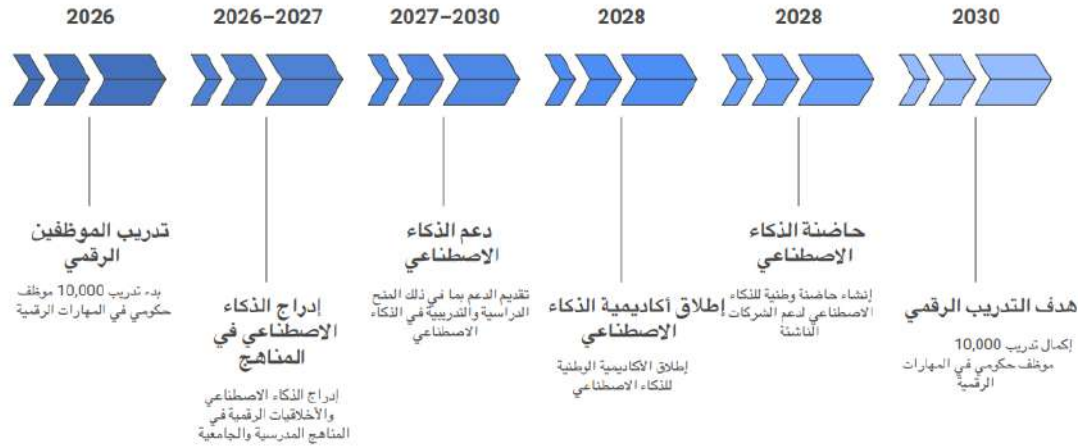 2026
تدريب الموظفين
الرقمي
بدء تدريب 10,000 موظف
حكومي في المهارات الرقمية
2026–2027
إدراج الذكاء
الاصطناعي في
المناهج
إدراج الذكاء الاصطناعي
والأخلاقيات الرقمية في
المناهج المدرسية والجامعية
2027–2030
دعم الذكاء
الاصطناعي
تقديم الدعم بما في ذلك المنح
الدراسية والتدريبية في الذكاء
الاصطناعي
2028
إطلاق أكاديمية الذكاء
الاصطناعي
إطلاق الأكاديمية الوطنية
للذكاء الاصطناعي
2028
حاضنة الذكاء
الاصطناعي
إنشاء حاضنة وطنية للذكاء
الاصطناعي لدعم الشركات
الناشئة
2030
هدف التدريب الرقمي
إكمال تدريب 10,000
موظف حكومي في المهارات
الرقمية